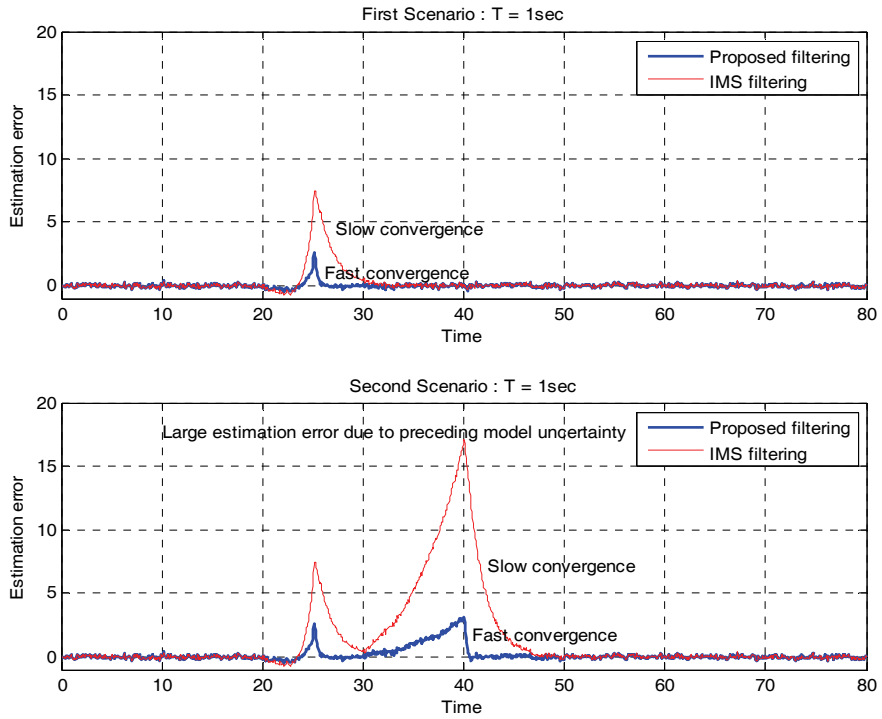 First Scenario : T = 1sec
20
15
10
5
0
Estimation error
Proposed filtering
IMS filtering
Slow convergence
Fast convergence
0 10 20 30 40 50 60 70 80
Time
Second Scenario : T = 1sec
20
15
10
5
0
Estimation error
Large estimation error due to preceding model uncertainty
Proposed filtering
IMS filtering
Slow convergence
Fast convergence
0 10 20 30 40 50 60 70 80
Time